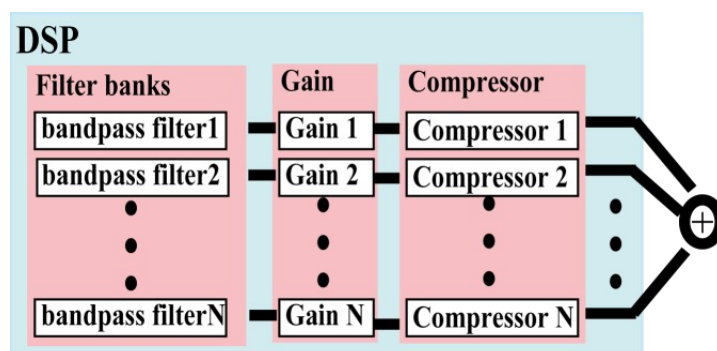 DSP
Filter banks Gain Compressor
bandpass filter1 Gain 1 Compressor 1
bandpass filter2 Gain 2 Compressor 2
bandpass filterN Gain N Compressor N
+